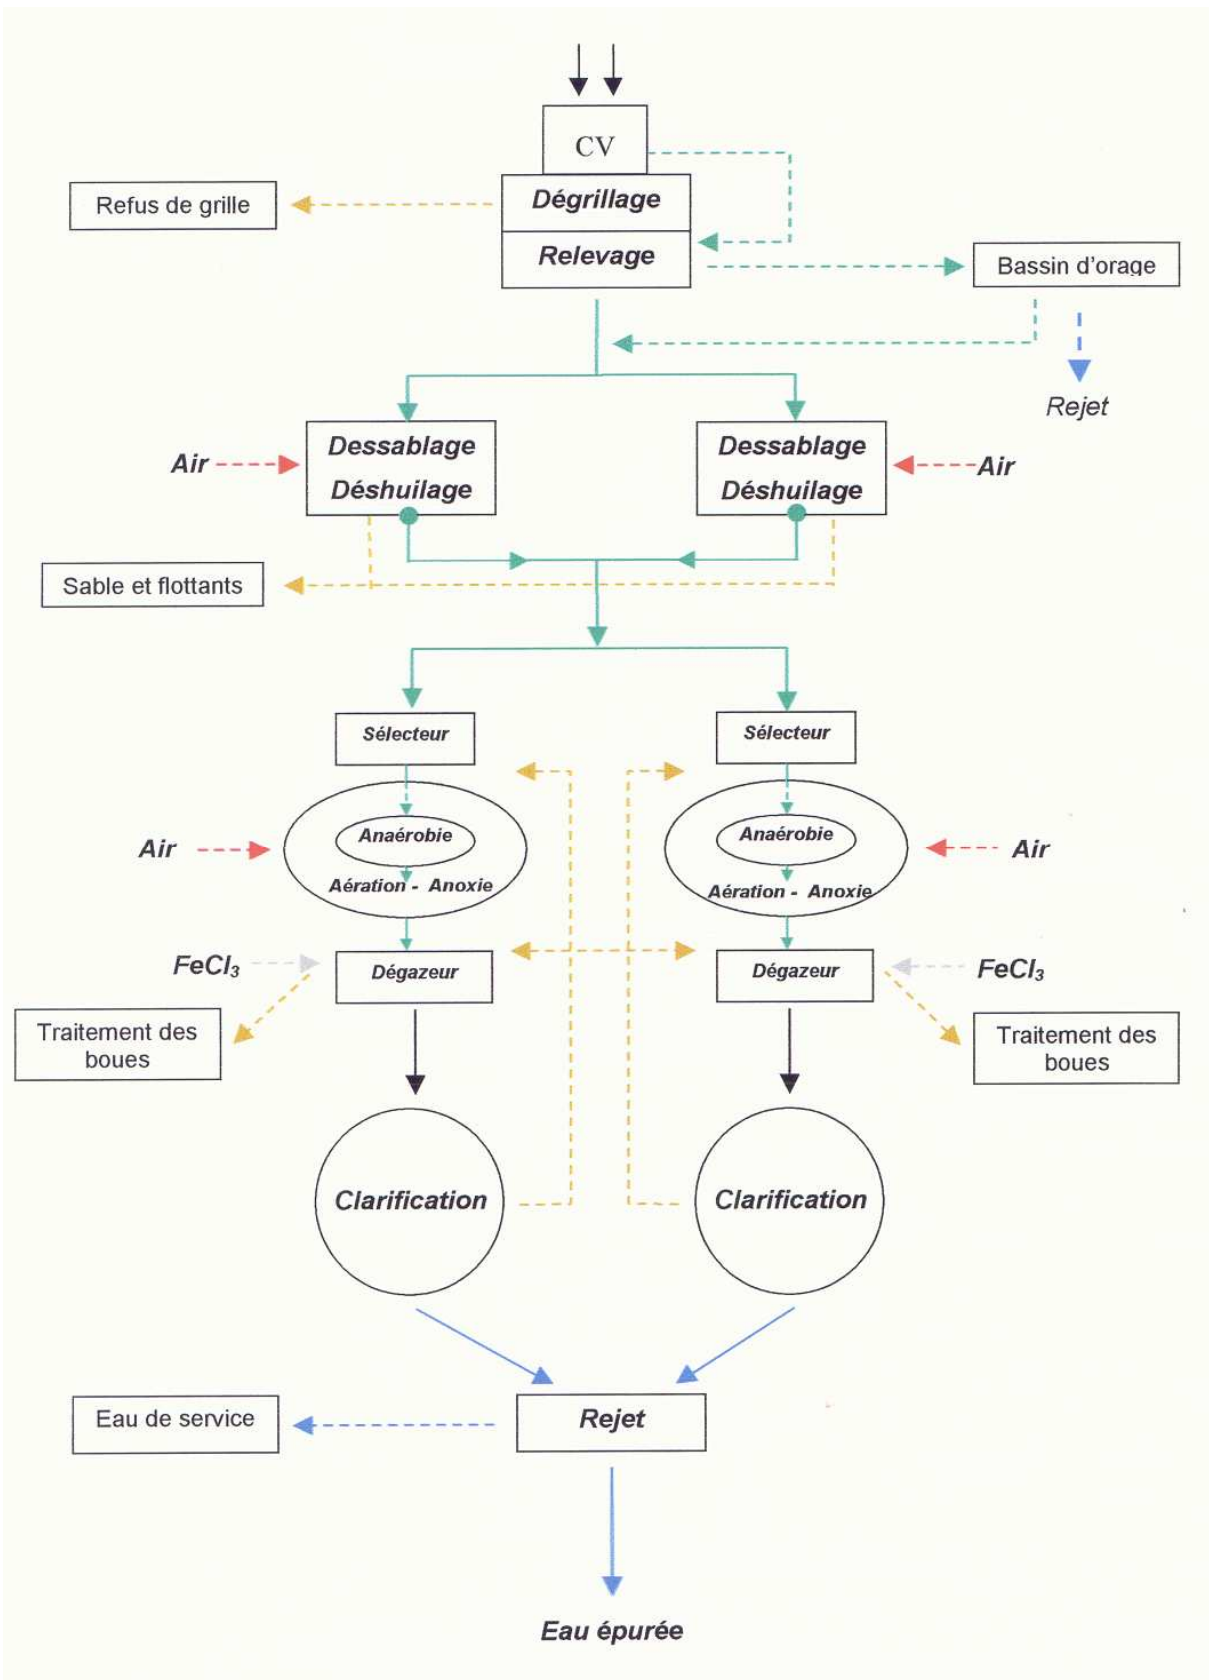 CV
Refus de grille
Dégrillage
Relevage
Bassin d'orage
Rejet
Air
Dessablage
Déshuilage
Dessablage
Déshuilage
Air
Sable et flottants
Sélecteur
Sélecteur
Air
Anaérobie
Aération - Anoxie
Anaérobie
Aération - Anoxie
Air
FeCl₃
Dégazeur
Dégazeur
FeCl₃
Traitement des
boues
Traitement des
boues
Clarification
Clarification
Eau de service
Rejet
Eau épurée